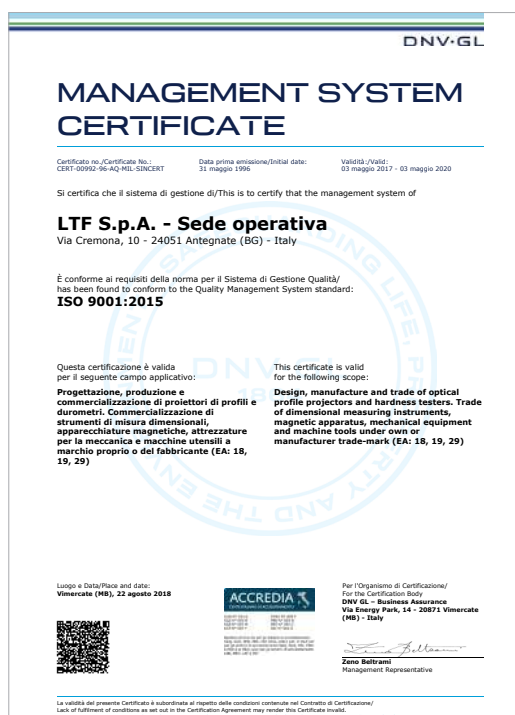 DNV·GL
MANAGEMENT SYSTEM
CERTIFICATE
Certificato no./Certificate No.:
CERT-00992-96-AQ-MIL-SINCERT
Data prima emissione/Initial date:
31 maggio 1996
Validità:/Valid:
03 maggio 2017 - 03 maggio 2020
Si certifica che il sistema di gestione di/This is to certify that the management system of
LTF S.p.A. - Sede operativa
Via Cremona, 10 - 24051 Antegnate (BG) - Italy
È conforme ai requisiti della norma per il Sistema di Gestione Qualità/
has been found to conform to the Quality Management System standard:
ISO 9001:2015
Questa certificazione è valida
per il seguente campo applicativo:
Progettazione, produzione e
commercializzazione di proiettori di profili e
durometri. Commercializzazione di
strumenti di misura dimensionali,
apparecchiature magnetiche, attrezzature
per la meccanica e macchine utensili a
marchio proprio o del fabbricante (EA: 18,
19, 29)
This certificate is valid
for the following scope:
Design, manufacture and trade of optical
profile projectors and hardness testers. Trade
of dimensional measuring instruments,
magnetic apparatus, mechanical equipment
and machine tools under own or
manufacturer trade-mark (EA: 18, 19, 29)
DNV·GL
Luogo e Data/Place and date:
Vimercate (MB), 22 agosto 2018
ACCREDIA
Per l'Organismo di Certificazione/
For the Certification Body
DNV GL – Business Assurance
Via Energy Park, 14 - 20871 Vimercate
(MB) - Italy
Zeno Beltrami
Zeno Beltrami
Management Representative
La validità del presente Certificato è subordinata al rispetto delle condizioni contenute nel Contratto di Certificazione/
Lack of fulfilment of conditions as set out in the Certification Agreement may render this Certificate invalid.